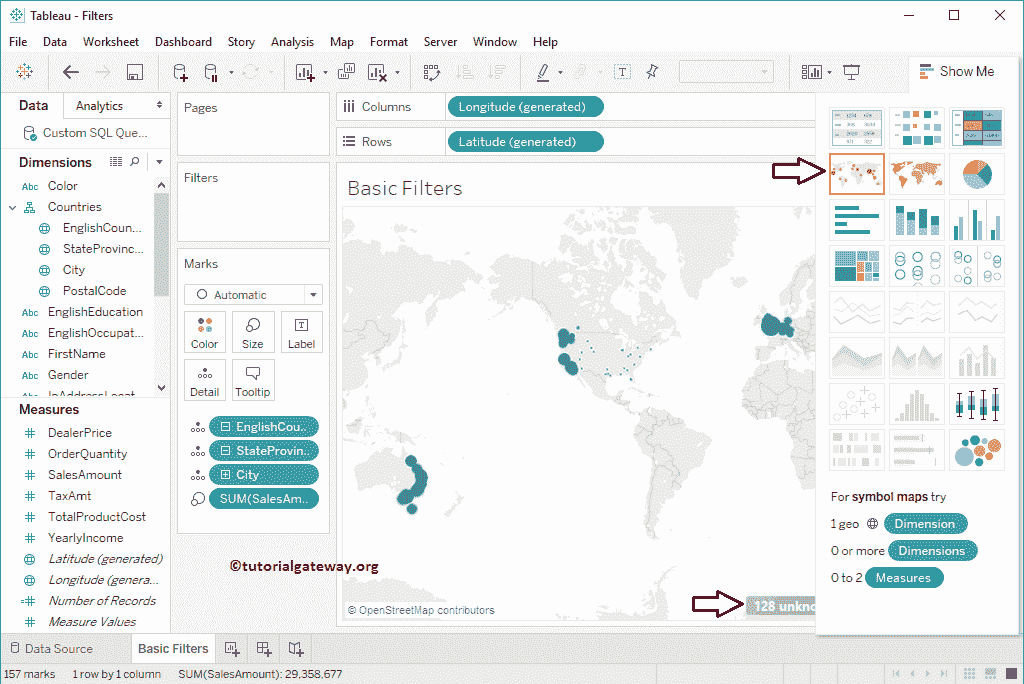 Tableau - Filters
File Data Worksheet Dashboard Story Analysis Map Format Server Window Help
Show Me
Data Analytics
Custom SQL Que...
Dimensions
Abc Color
Countries
EnglishCoun...
StateProvinc...
City
PostalCode
Abc EnglishEducation
Abc EnglishOccupat...
Abc FirstName
Abc Gender
Measures
DealerPrice
OrderQuantity
SalesAmount
TaxAmt
TotalProductCost
YearlyIncome
Latitude (generated)
Longitude (genera...
Number of Records
Measure Values
Pages
Filters
Marks
Automatic
Color Size Label
Detail Tooltip
EnglishCou..
StateProvin..
City
SUM(SalesAm..
©tutorialgateway.org
Columns Longitude (generated)
Rows Latitude (generated)
Basic Filters
© OpenStreetMap contributors
128 unkno
For symbol maps try
1 geo Dimension
0 or more Dimensions
0 to 2 Measures
Data Source Basic Filters
157 marks 1 row by 1 column SUM(SalesAmount): 29,358,677